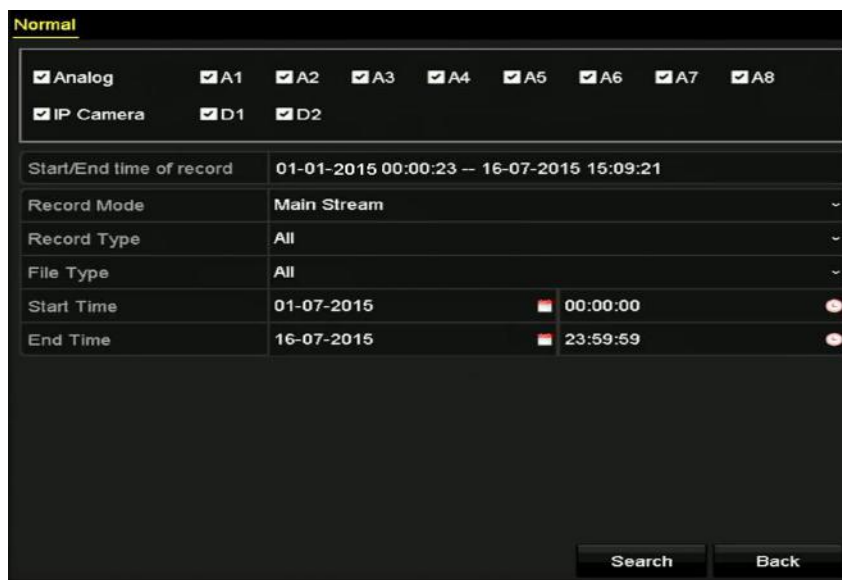 Normal
Analog A1 A2 A3 A4 A5 A6 A7 A8
IP Camera D1 D2
Start/End time of record 01-01-2015 00:00:23 -- 16-07-2015 15:09:21
Record Mode Main Stream
Record Type All
File Type All
Start Time 01-07-2015 00:00:00
End Time 16-07-2015 23:59:59
Search Back